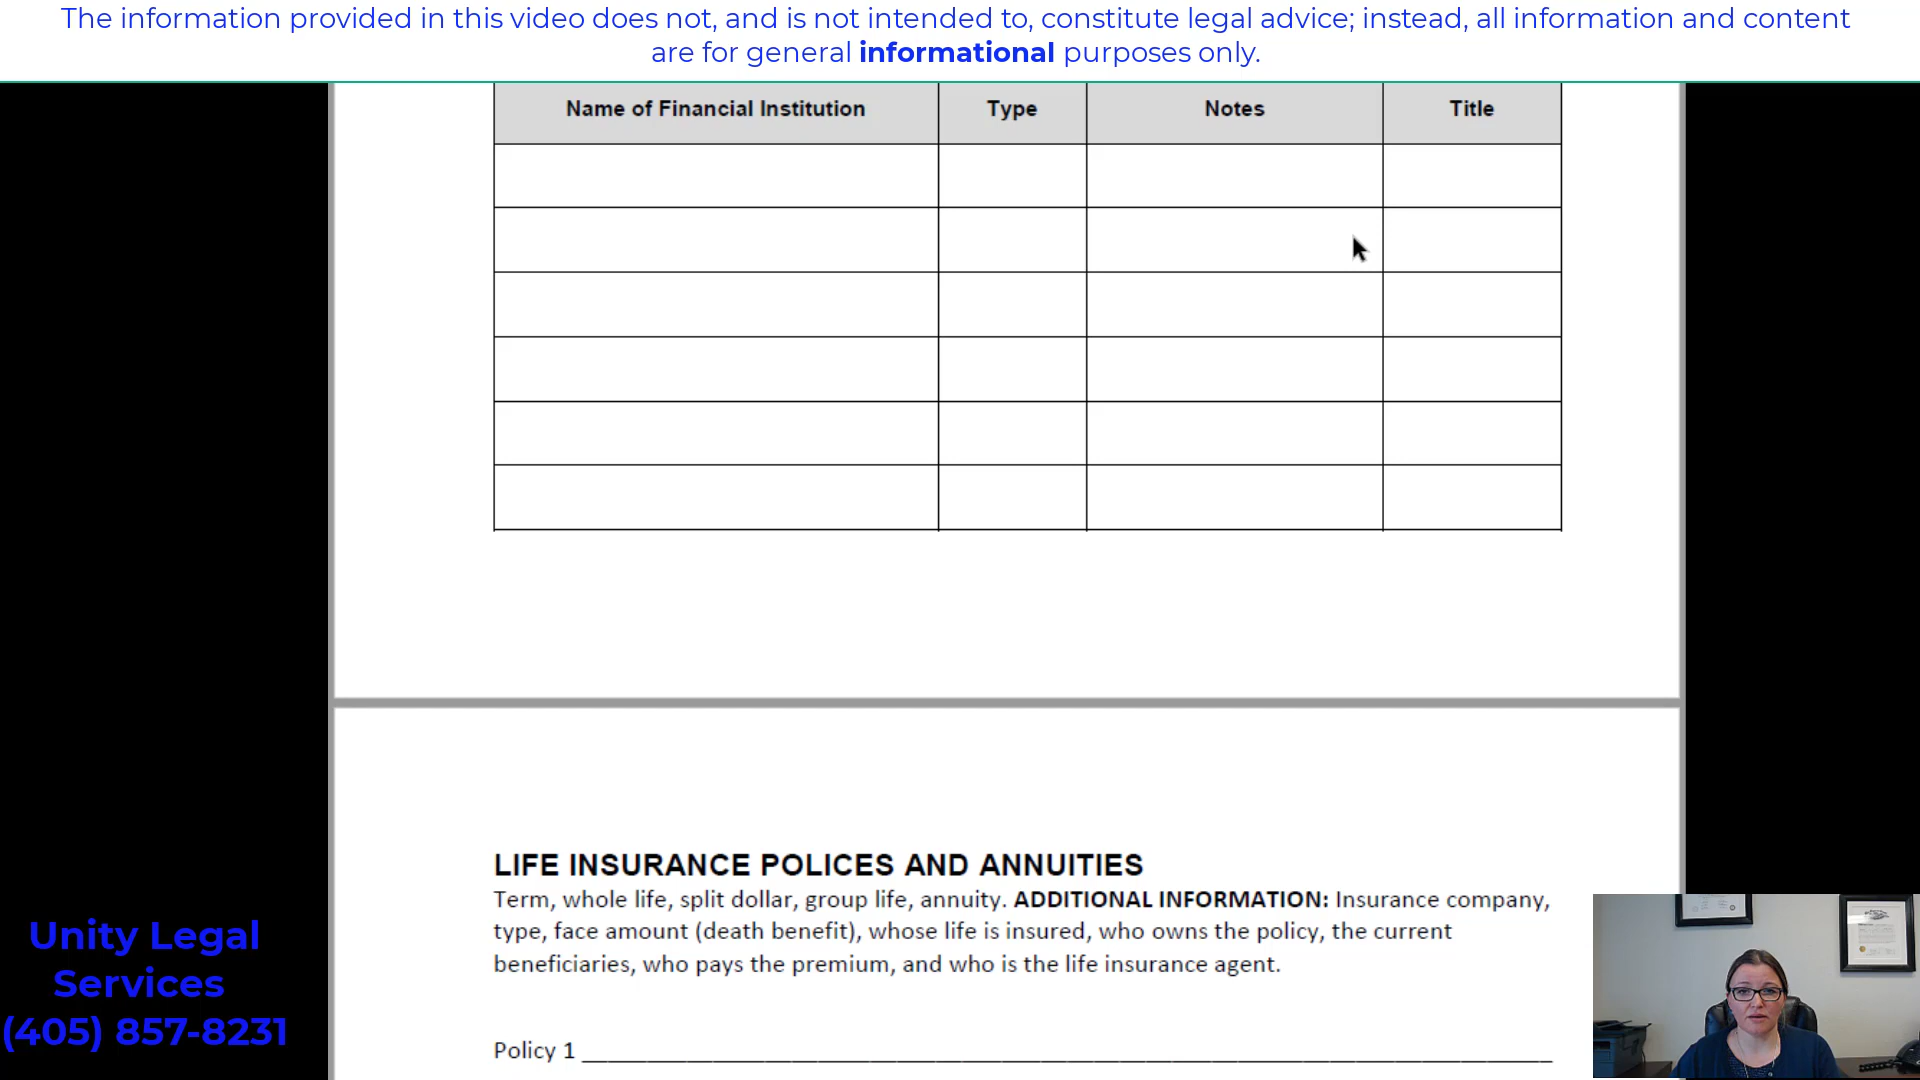 The information provided in this video does not, and is not intended to, constitute legal advice; instead, all information and content
are for general informational purposes only.
Name of Financial Institution Type Notes Title
LIFE INSURANCE POLICES AND ANNUITIES
Term, whole life, split dollar, group life, annuity. ADDITIONAL INFORMATION: Insurance company,
type, face amount (death benefit), whose life is insured, who owns the policy, the current
beneficiaries, who pays the premium, and who is the life insurance agent.
Policy 1
Unity Legal
Services
(405) 857-8231